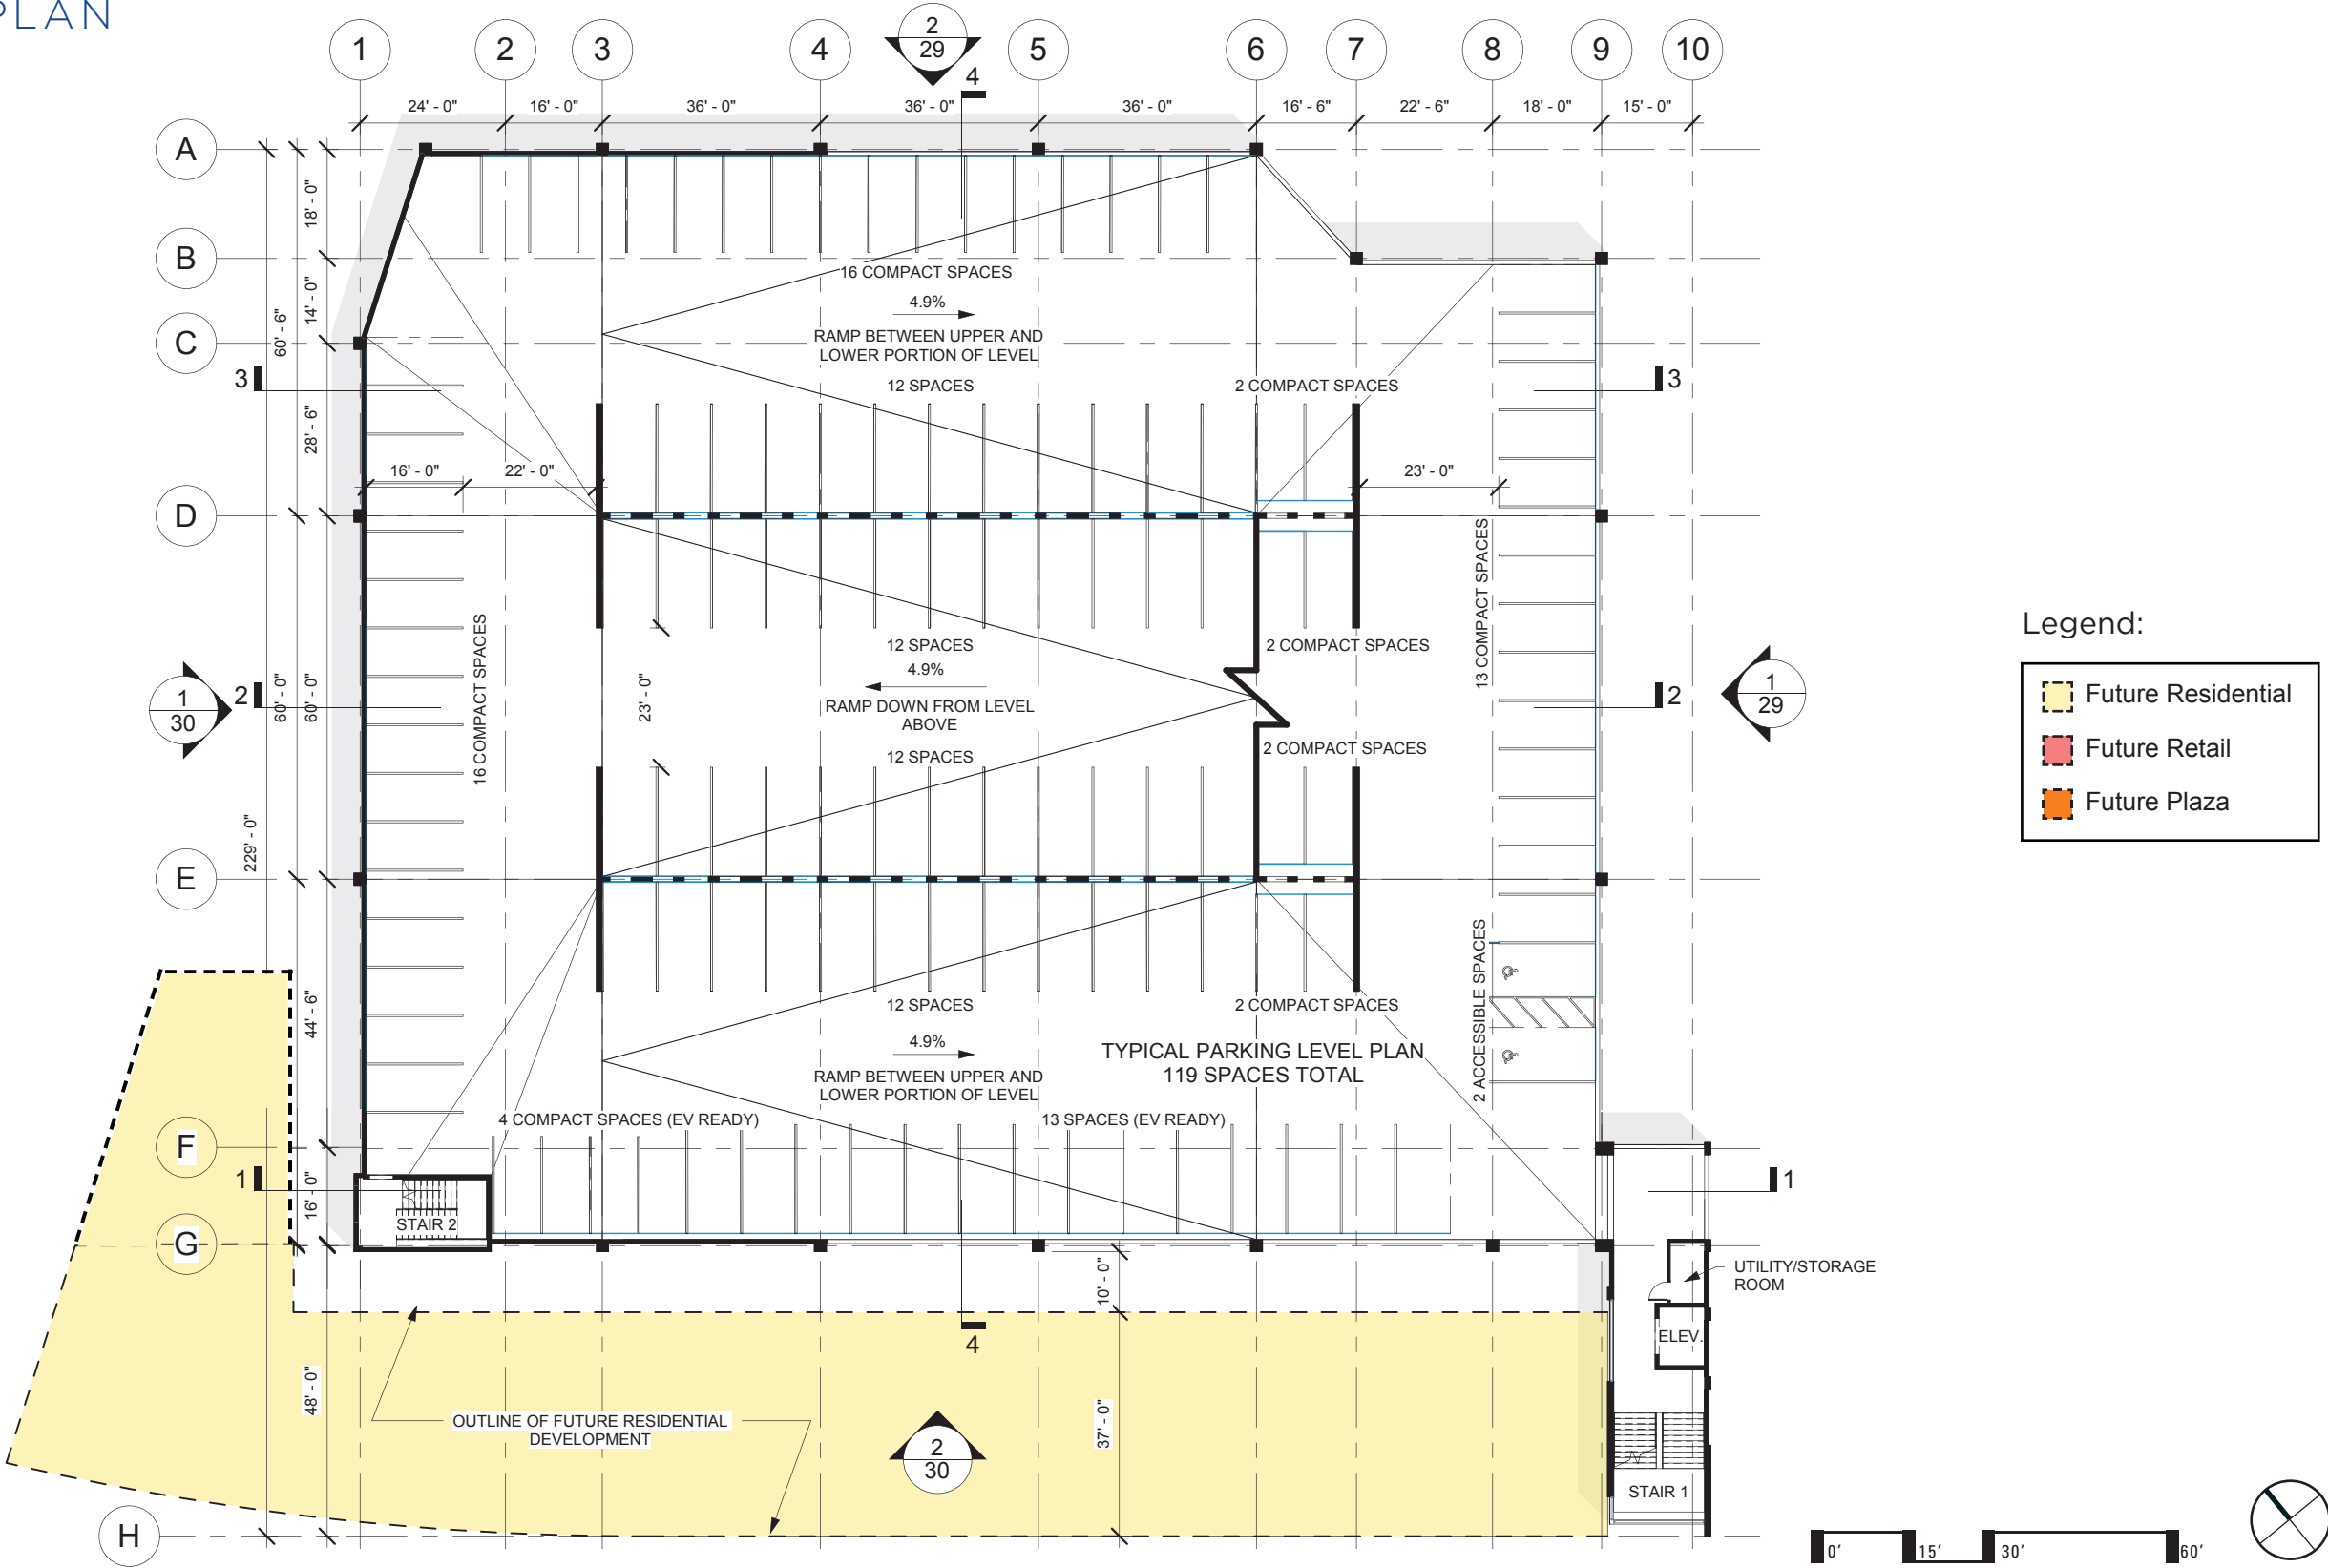 PLAN
1 2 3 4 5 6 7 8 9 10
2
29
4
24' - 0" 16' - 0" 36' - 0" 36' - 0" 36' - 0" 16' - 6" 22' - 6" 18' - 0" 15' - 0"
A
18' - 0"
B
16 COMPACT SPACES
14' - 0"
4.9%
60' - 6"
C
RAMP BETWEEN UPPER AND
LOWER PORTION OF LEVEL
3
12 SPACES
2 COMPACT SPACES
3
28' - 6"
16' - 0" 22' - 0" 23' - 0"
D
13 COMPACT SPACES
16 COMPACT SPACES
12 SPACES
2 COMPACT SPACES
4.9%
1
30
2
60' - 0"
60' - 0"
23' - 0"
RAMP DOWN FROM LEVEL
ABOVE
2
1
29
12 SPACES
2 COMPACT SPACES
229' - 0"
E
2 ACCESSIBLE SPACES
44' - 6"
12 SPACES
2 COMPACT SPACES
4.9%
TYPICAL PARKING LEVEL PLAN
119 SPACES TOTAL
RAMP BETWEEN UPPER AND
LOWER PORTION OF LEVEL
4 COMPACT SPACES (EV READY)
13 SPACES (EV READY)
F
1
16' - 0"
1
STAIR 2
G
10' - 0"
UTILITY/STORAGE
ROOM
4
ELEV.
48' - 0"
37' - 0"
OUTLINE OF FUTURE RESIDENTIAL
DEVELOPMENT
2
30
STAIR 1
H
Legend:
Future Residential
Future Retail
Future Plaza
0' 15' 30' 60'